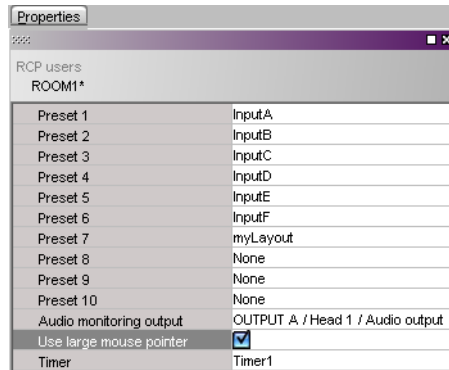 Properties
RCP users
ROOM1*
Preset 1 InputA
Preset 2 InputB
Preset 3 InputC
Preset 4 InputD
Preset 5 InputE
Preset 6 InputF
Preset 7 myLayout
Preset 8 None
Preset 9 None
Preset 10 None
Audio monitoring output OUTPUT A / Head 1 / Audio output
Use large mouse pointer
Timer Timer1